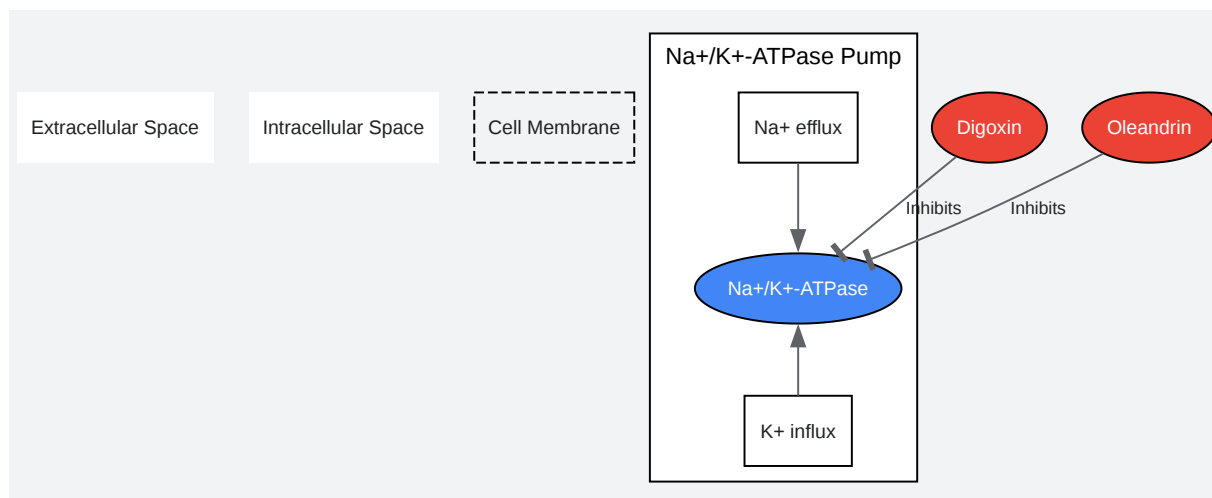 Na+/K+-ATPase Pump
Extracellular Space
Intracellular Space
Cell Membrane
Na+ efflux
Digoxin
Oleandrin
Inhibits
Inhibits
Na+/K+-ATPase
K+ influx